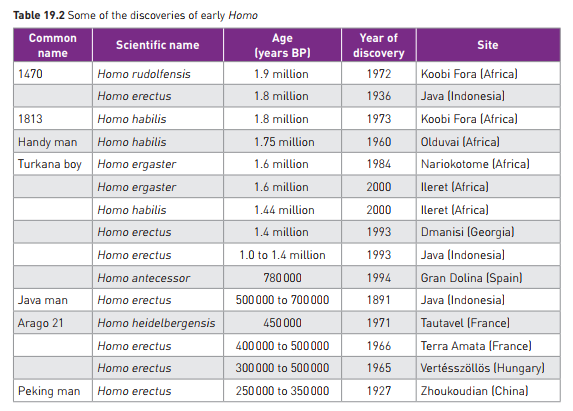 Table 19.2 Some of the discoveries of early Homo
Common name Scientific name Age (years BP) Year of discovery Site
1470 Homo rudolfensis 1.9 million 1972 Koobi Fora (Africa)
Homo erectus 1.8 million 1936 Java (Indonesia)
1813 Homo habilis 1.8 million 1973 Koobi Fora (Africa)
Handy man Homo habilis 1.75 million 1960 Olduvai (Africa)
Turkana boy Homo ergaster 1.6 million 1984 Nariokotome (Africa)
Homo ergaster 1.6 million 2000 Ileret (Africa)
Homo habilis 1.44 million 2000 Ileret (Africa)
Homo erectus 1.4 million 1993 Dmanisi (Georgia)
Homo erectus 1.0 to 1.4 million 1993 Java (Indonesia)
Homo antecessor 780 000 1994 Gran Dolina (Spain)
Java man Homo erectus 500 000 to 700 000 1891 Java (Indonesia)
Arago 21 Homo heidelbergensis 450 000 1971 Tautavel (France)
Homo erectus 400 000 to 500 000 1966 Terra Amata (France)
Homo erectus 300 000 to 500 000 1965 Vértésszöllös (Hungary)
Peking man Homo erectus 250 000 to 350 000 1927 Zhoukoudian (China)